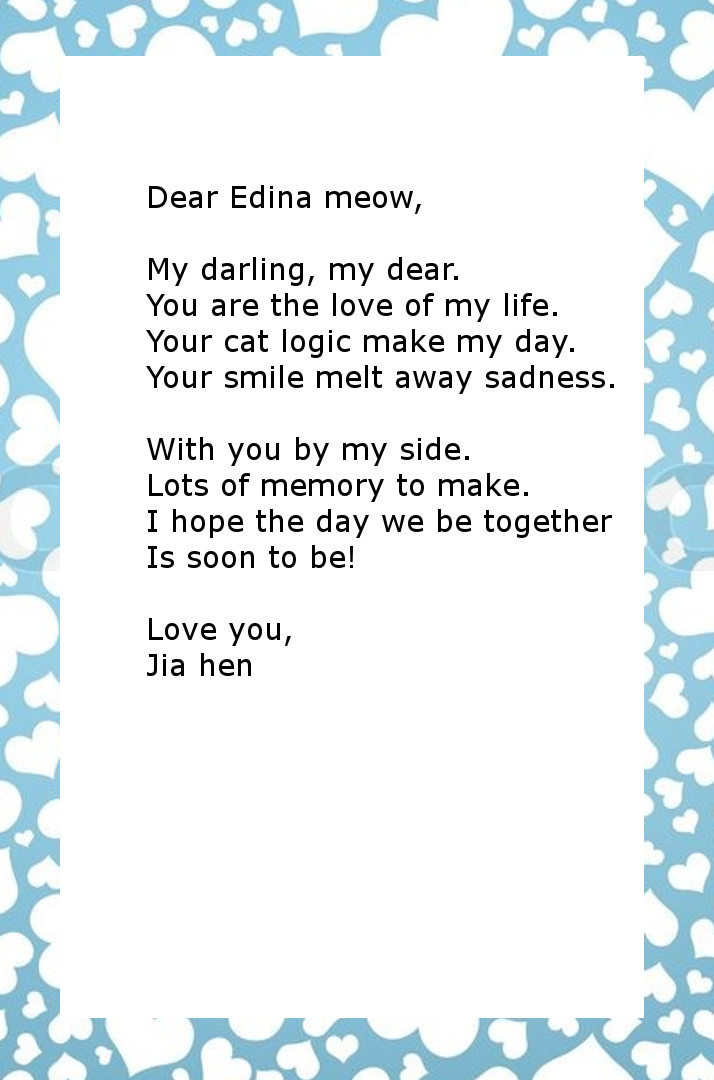 Dear Edina meow,
My darling, my dear.
You are the love of my life.
Your cat logic make my day.
Your smile melt away sadness.
With you by my side.
Lots of memory to make.
I hope the day we be together
Is soon to be!
Love you,
Jia hen